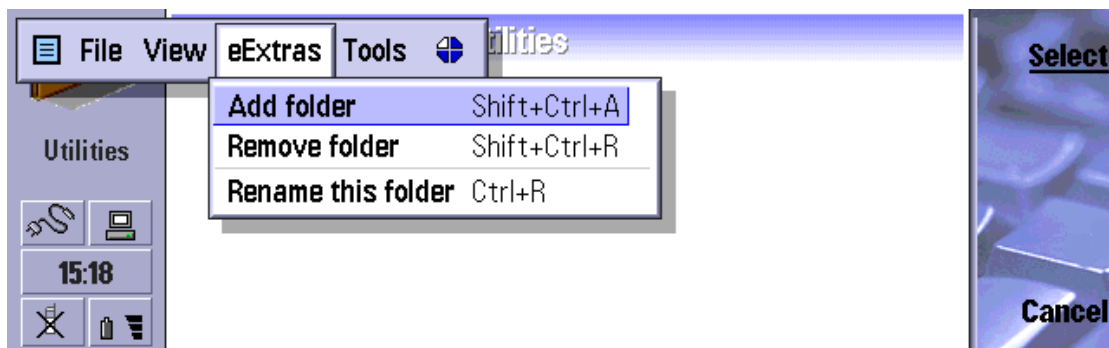 File View eExtras Tools
Utilities
Select
Add folder Shift+Ctrl+A
Remove folder Shift+Ctrl+R
Rename this folder Ctrl+R
Utilities
15:18
Cancel